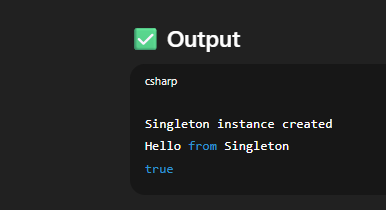 ✅ Output
csharp
Singleton instance created
Hello from Singleton
true